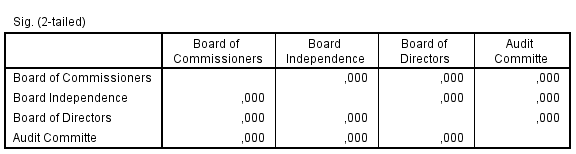 Sig. (2-tailed)
Board of Commissioners Board Independence Board of Directors Audit Committe
Board of Commissioners ,000 ,000 ,000
Board Independence ,000 ,000 ,000
Board of Directors ,000 ,000 ,000
Audit Committe ,000 ,000 ,000